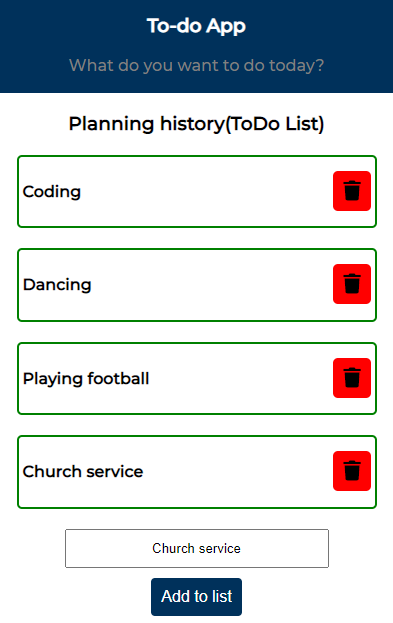 To-do App
What do you want to do today?
Planning history(ToDo List)
Coding
Dancing
Playing football
Church service
Church service
Add to list